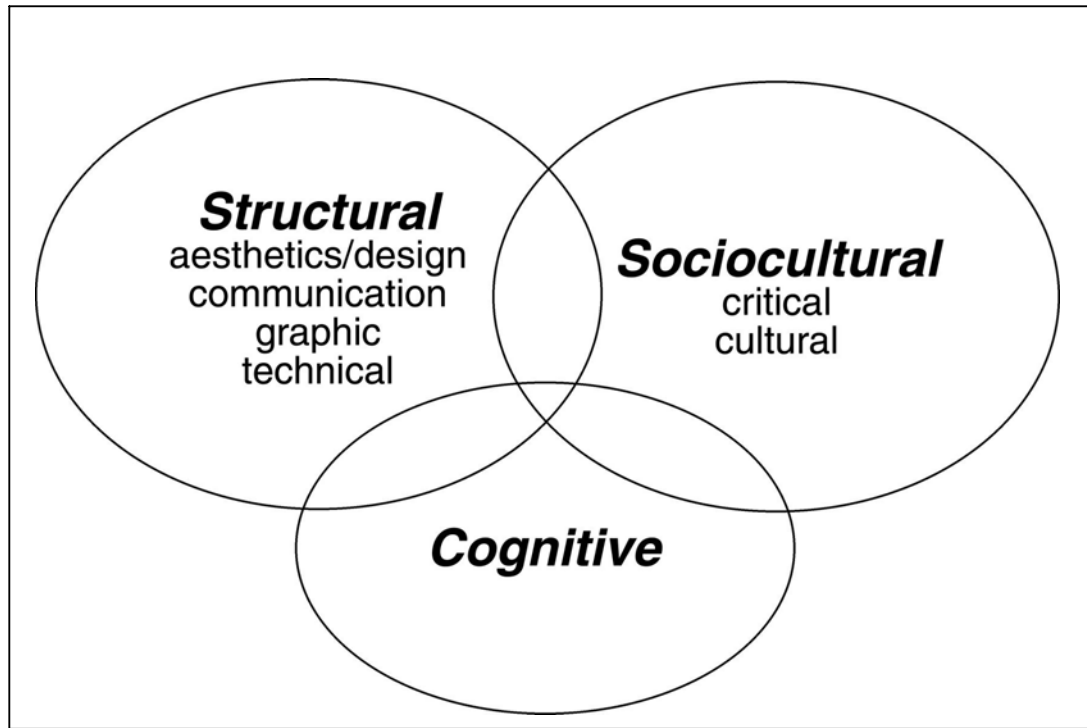 Structural
aesthetics/design
communication
graphic
technical
Sociocultural
critical
cultural
Cognitive